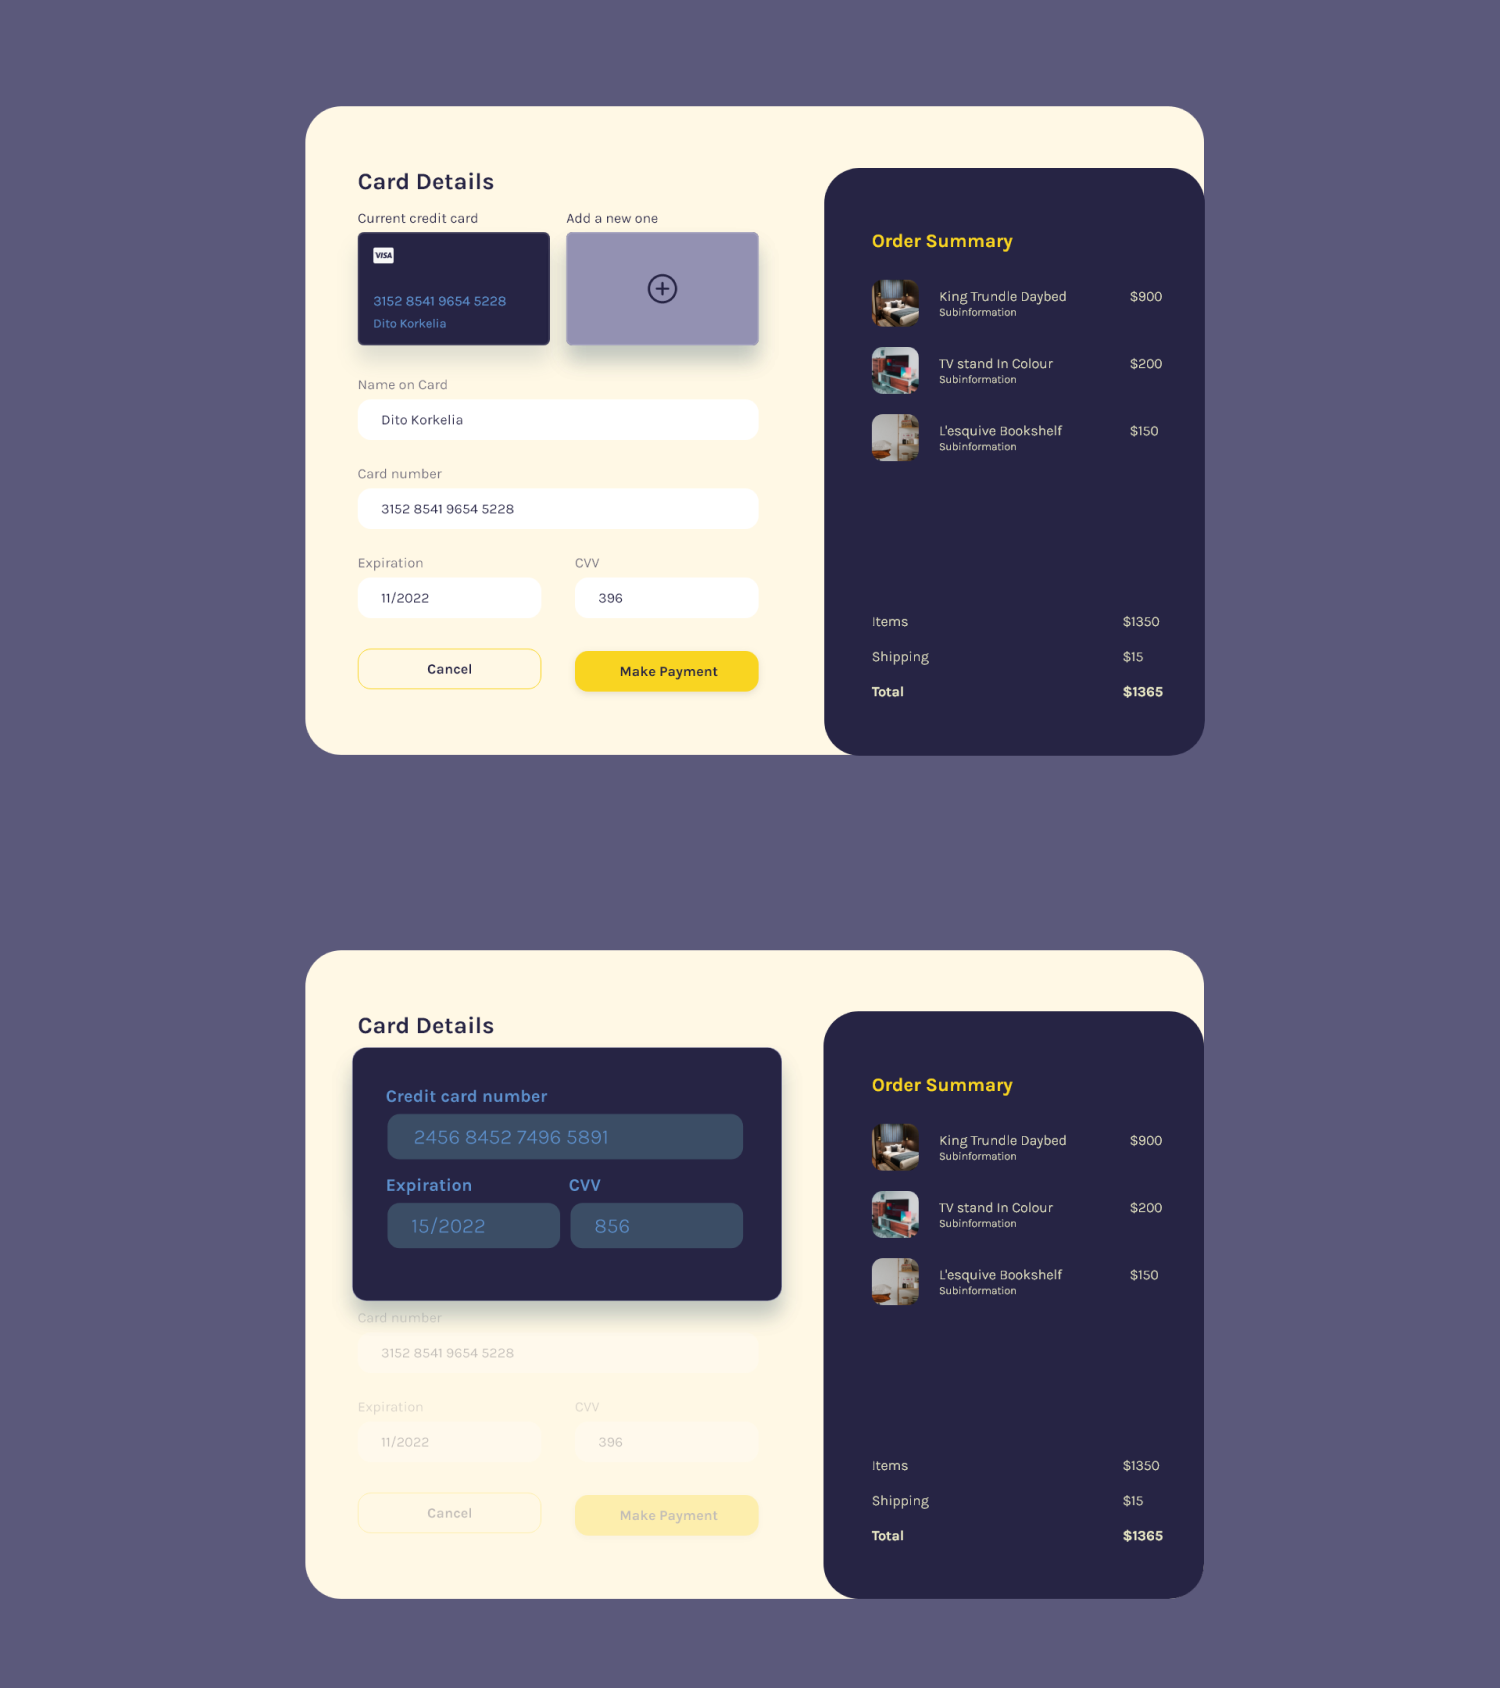 Card Details
Current credit card
Add a new one
VISA
3152 8541 9654 5228
Dito Korkelia
Name on Card
Dito Korkelia
Card number
3152 8541 9654 5228
Expiration
CVV
11/2022
396
Cancel
Make Payment
Order Summary
King Trundle Daybed
$900
Subinformation
TV stand In Colour
$200
Subinformation
L'esquive Bookshelf
$150
Subinformation
Items
$1350
Shipping
$15
Total
$1365
Card Details
Credit card number
2456 8452 7496 5891
Expiration
CVV
15/2022
856
Card number
3152 8541 9654 5228
Expiration
CVV
11/2022
396
Cancel
Make Payment
Order Summary
King Trundle Daybed
$900
Subinformation
TV stand In Colour
$200
Subinformation
L'esquive Bookshelf
$150
Subinformation
Items
$1350
Shipping
$15
Total
$1365